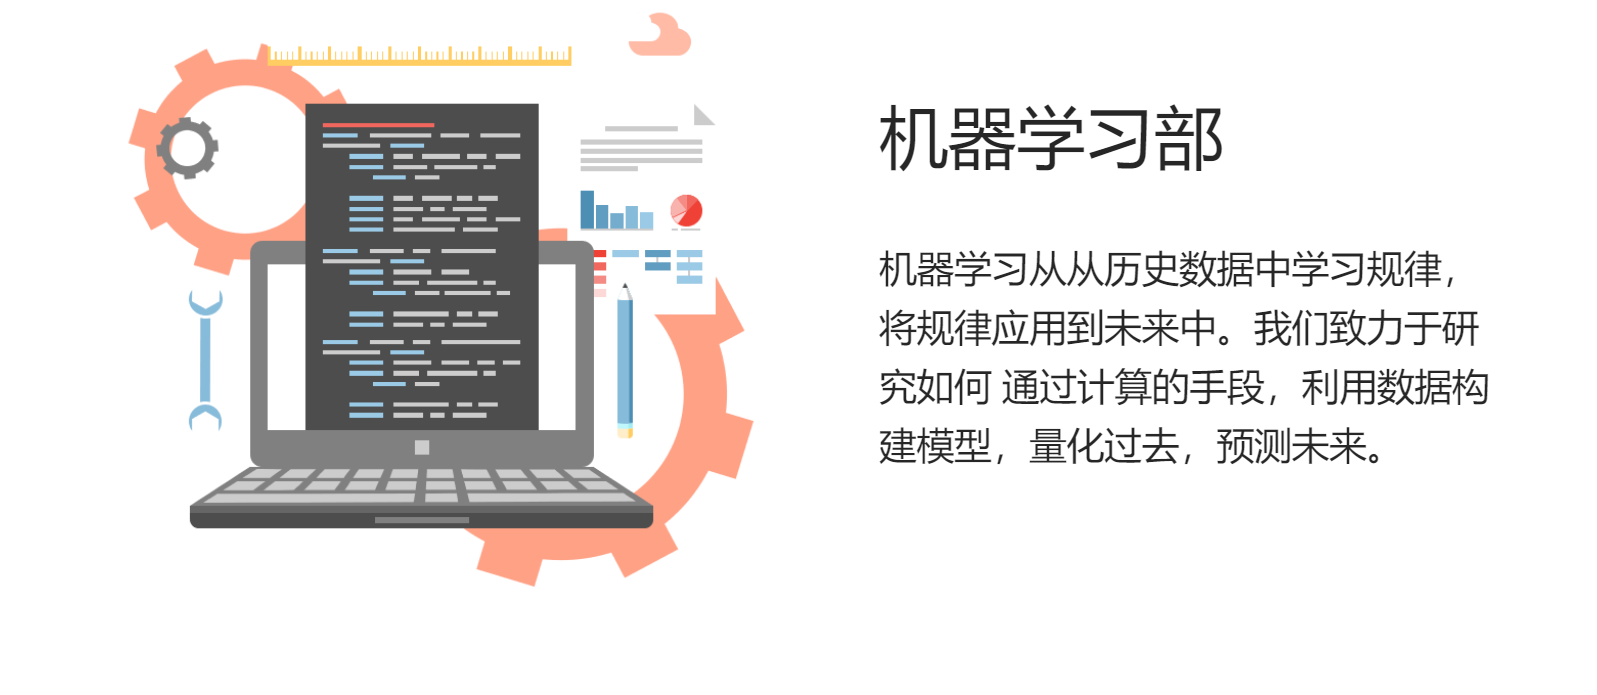 机器学习部
机器学习从从历史数据中学习规律，
将规律应用到未来中。我们致力于研
究如何 通过计算的手段，利用数据构
建模型，量化过去，预测未来。